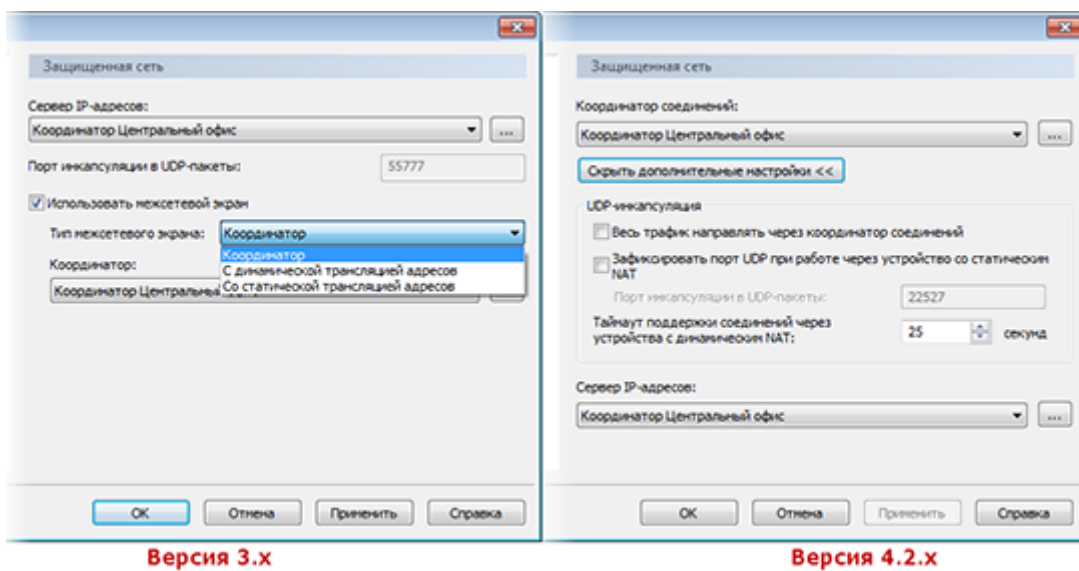 Защищенная сеть
Сервер IP-адресов:
Координатор Центральный офис
...
Порт инкапсуляции в UDP-пакеты:
55777
Использовать межсетевой экран
Тип межсетевого экрана:
Координатор
Координатор
С динамической трансляцией адресов
Со статической трансляцией адресов
Координатор:
Координатор Центральный
OK
Отмена
Применить
Справка
Версия 3.x
Защищенная сеть
Координатор соединений:
Координатор Центральный офис
...
Скрыть дополнительные настройки <<
UDP-инкапсуляция
Весь трафик направлять через координатор соединений
Зафиксировать порт UDP при работе через устройство со статическим
NAT
Порт инкапсуляции в UDP-пакеты:
22527
Таймаут поддержки соединений через
устройства с динамическим NAT:
25
секунд
Сервер IP-адресов:
Координатор Центральный офис
...
OK
Отмена
Применить
Справка
Версия 4.2.x